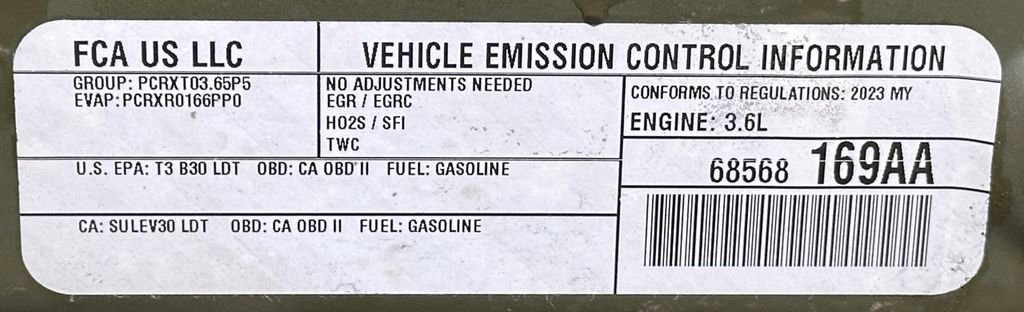 FCA US LLC
VEHICLE EMISSION CONTROL INFORMATION
GROUP: PCRXT03.65P5
EVAP: PCRXR0166PP0
NO ADJUSTMENTS NEEDED
EGR / EGRC
HO2S / SFI
TWC
CONFORMS TO REGULATIONS: 2023 MY
ENGINE: 3.6L
U.S. EPA: T3 B30 LDT OBD: CA OBD II FUEL: GASOLINE
68568 169AA
CA: SULEV30 LDT OBD: CA OBD II FUEL: GASOLINE